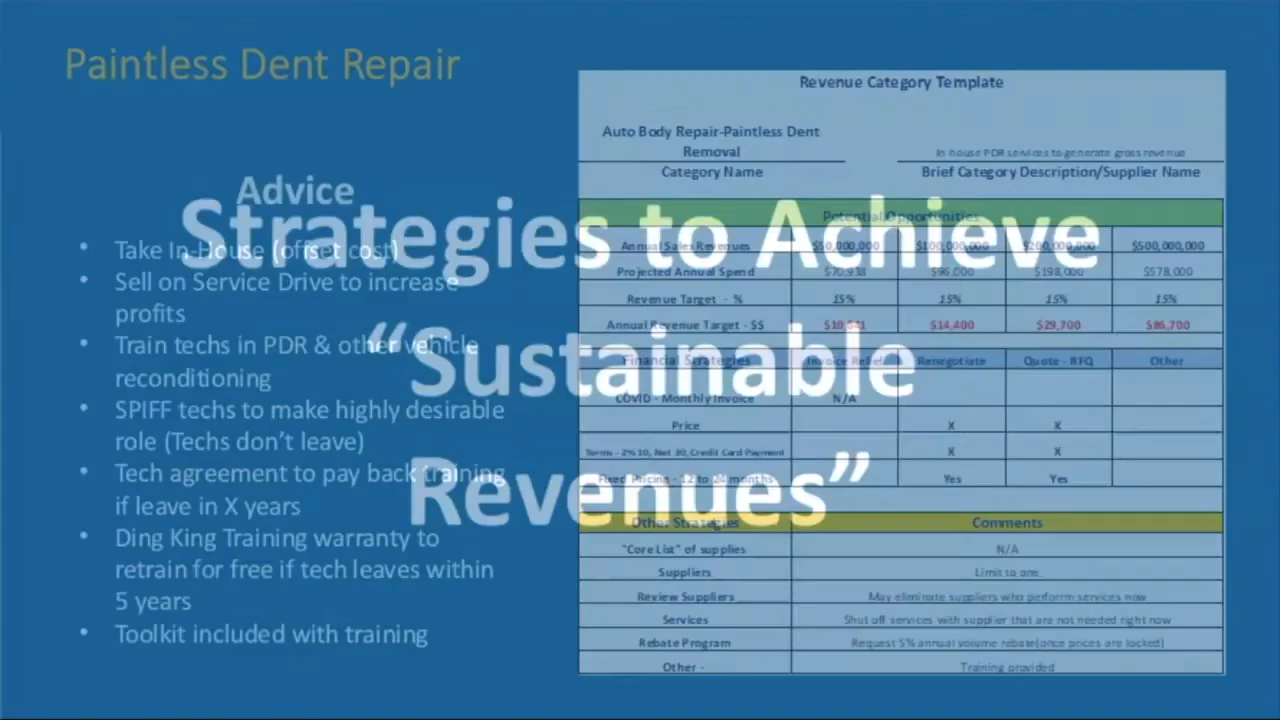 Paintless Dent Repair
Advice
• Take In-House (offset cost)
• Sell on Service Drive to increase
profits
• Train techs in PDR & other vehicle
reconditioning
• SPIFF techs to make highly desirable
role (Techs don't leave)
• Tech agreement to pay back training
if leave in X years
• Ding King Training warranty to
retrain for free if tech leaves within
5 years
• Toolkit included with training
Strategies to Achieve
“Sustainable
Revenues”
Revenue Category Template
Auto Body Repair-Paintless Dent
Removal
In house PDR services to generate gross revenue
Category Name Brief Category Description/Supplier Name
Potential Opportunities
Annual Sales Revenues $50,000,000 $100,000,000 $200,000,000 $500,000,000
Projected Annual Spend $70,938 $96,000 $198,000 $578,000
Revenue Target - % 15% 15% 15% 15%
Annual Revenue Target - $$ $14,400 $29,700 $86,700
Financial Strategies Invoice Relief Renegotiate Quote - RFQ Other
COVID - Monthly Invoice N/A
Price X X
Terms - 2% 10, Net 30, Credit Card Payment X X
Fixed Pricing - 12 to 24 months Yes Yes
Other Strategies Comments
"Core List" of supplies N/A
Suppliers Limit to one
Review Suppliers May eliminate suppliers who perform services now
Services Shut off services with supplier that are not needed right now
Rebate Program Request 5% annual volume rebate(once prices are locked)
Other - Training provided